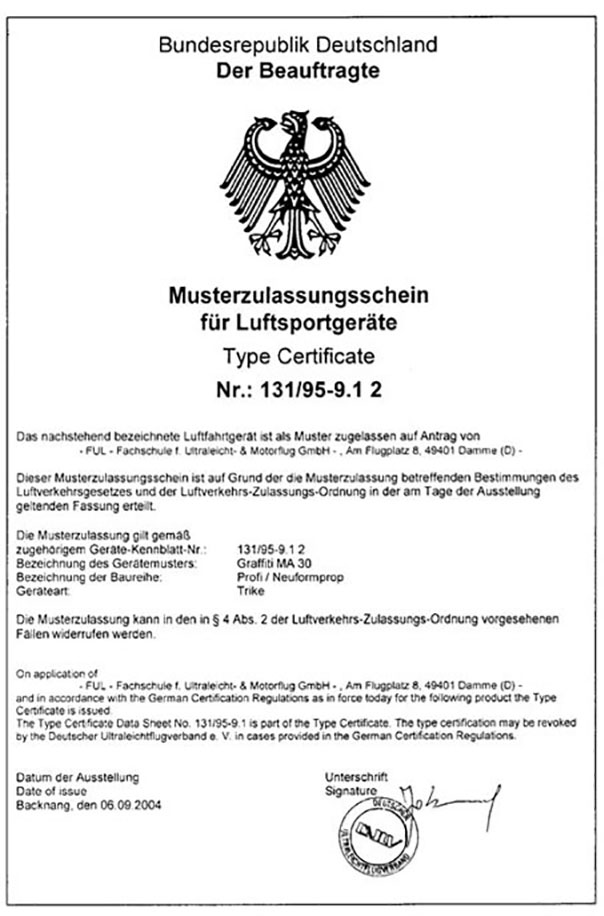 Bundesrepublik Deutschland
Der Beauftragte
Musterzulassungsschein
für Luftsportgeräte
Type Certificate
Nr.: 131/95-9.1 2
Das nachstehend bezeichnete Luftfahrtgerät ist als Muster zugelassen auf Antrag von
- FUL - Fachschule f. Ultraleicht- & Motorflug GmbH - , Am Flugplatz 8, 49401 Damme (D) -
Dieser Musterzulassungsschein ist auf Grund der die Musterzulassung betreffenden Bestimmungen des
Luftverkehrsgesetzes und der Luftverkehrs-Zulassungs-Ordnung in der am Tage der Ausstellung
geltenden Fassung erteilt.
Die Musterzulassung gilt gemäß
zugehörigem Geräte-Kennblatt-Nr.: 131/95-9.1 2
Bezeichnung des Gerätemusters: Graffiti MA 30
Bezeichnung der Baureihe: Profi / Neuformprop
Geräteart: Trike
Die Musterzulassung kann in den in § 4 Abs. 2 der Luftverkehrs-Zulassungs-Ordnung vorgesehenen
Fällen widerrufen werden.
On application of
- FUL - Fachschule f. Ultraleicht- & Motorflug GmbH - , Am Flugplatz 8, 49401 Damme (D) -
and in accordance with the German Certification Regulations as in force today for the following product the Type
Certificate is issued.
The Type Certificate Data Sheet No. 131/95-9.1 is part of the Type Certificate. The type certification may be revoked
by the Deutscher Ultraleichtflugverband e. V. in cases provided in the German Certification Regulations.
Datum der Ausstellung
Date of issue
Backnang, den 06.09.2004
Unterschrift
Signature
DEUTSCHER
DULV
ULTRALEICHTFLUGVERBAND